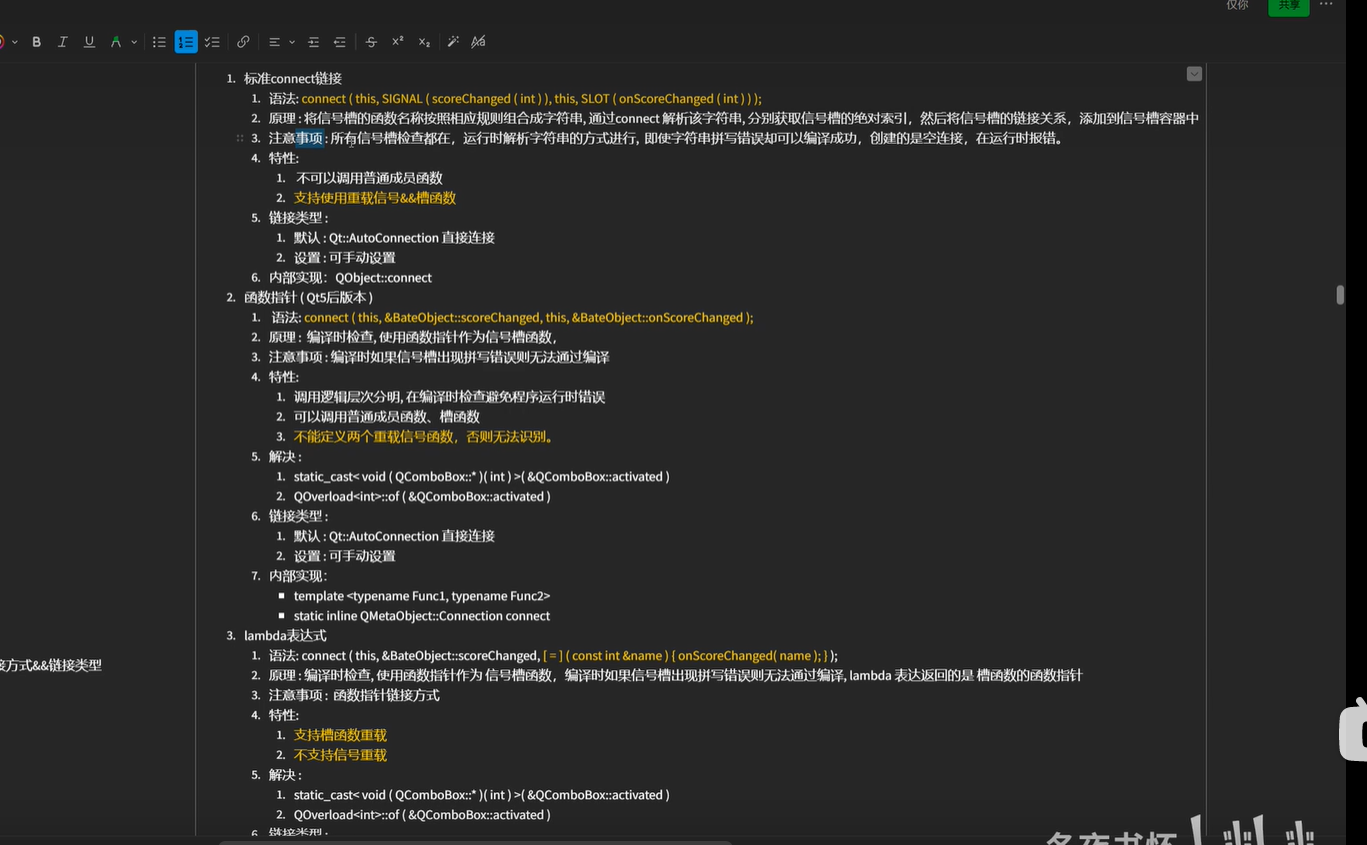 仅你
共享
B I U A
1. 标准connect链接
1. 语法: connect ( this, SIGNAL ( scoreChanged ( int ) ), this, SLOT ( onScoreChanged ( int ) ) );
2. 原理 : 将信号槽的函数名称按照相应规则组合成字符串, 通过connect 解析该字符串, 分别获取信号槽的绝对索引，然后将信号槽的链接关系，添加到信号槽容器中
3. 注意事项 : 所有信号槽检查都在，运行时解析字符串的方式进行, 即使字符串拼写错误却可以编译成功，创建的是空连接，在运行时报错。
4. 特性:
1. 不可以调用普通成员函数
2. 支持使用重载信号&&槽函数
5. 链接类型 :
1. 默认 : Qt::AutoConnection 直接连接
2. 设置 : 可手动设置
6. 内部实现：QObject::connect
2. 函数指针 ( Qt5后版本 )
1. 语法: connect ( this, &BateObject::scoreChanged, this, &BateObject::onScoreChanged );
2. 原理 : 编译时检查, 使用函数指针作为信号槽函数,
3. 注意事项 : 编译时如果信号槽出现拼写错误则无法通过编译
4. 特性:
1. 调用逻辑层次分明, 在编译时检查避免程序运行时错误
2. 可以调用普通成员函数、槽函数
3. 不能定义两个重载信号函数，否则无法识别。
5. 解决 :
1. static_cast< void ( QComboBox::* )( int ) >( &QComboBox::activated )
2. QOverload<int>::of ( &QComboBox::activated )
6. 链接类型 :
1. 默认 : Qt::AutoConnection 直接连接
2. 设置 : 可手动设置
7. 内部实现:
▪ template <typename Func1, typename Func2>
▪ static inline QMetaObject::Connection connect
3. lambda表达式
接方式&&链接类型
1. 语法: connect ( this, &BateObject::scoreChanged, [ = ] ( const int &name ) { onScoreChanged( name ); } );
2. 原理 : 编译时检查, 使用函数指针作为 信号槽函数，编译时如果信号槽出现拼写错误则无法通过编译, lambda 表达返回的是 槽函数的函数指针
3. 注意事项 : 函数指针链接方式
4. 特性:
1. 支持槽函数重载
2. 不支持信号重载
5. 解决 :
1. static_cast< void ( QComboBox::* )( int ) >( &QComboBox::activated )
2. QOverload<int>::of ( &QComboBox::activated )
6. 链接类型 :